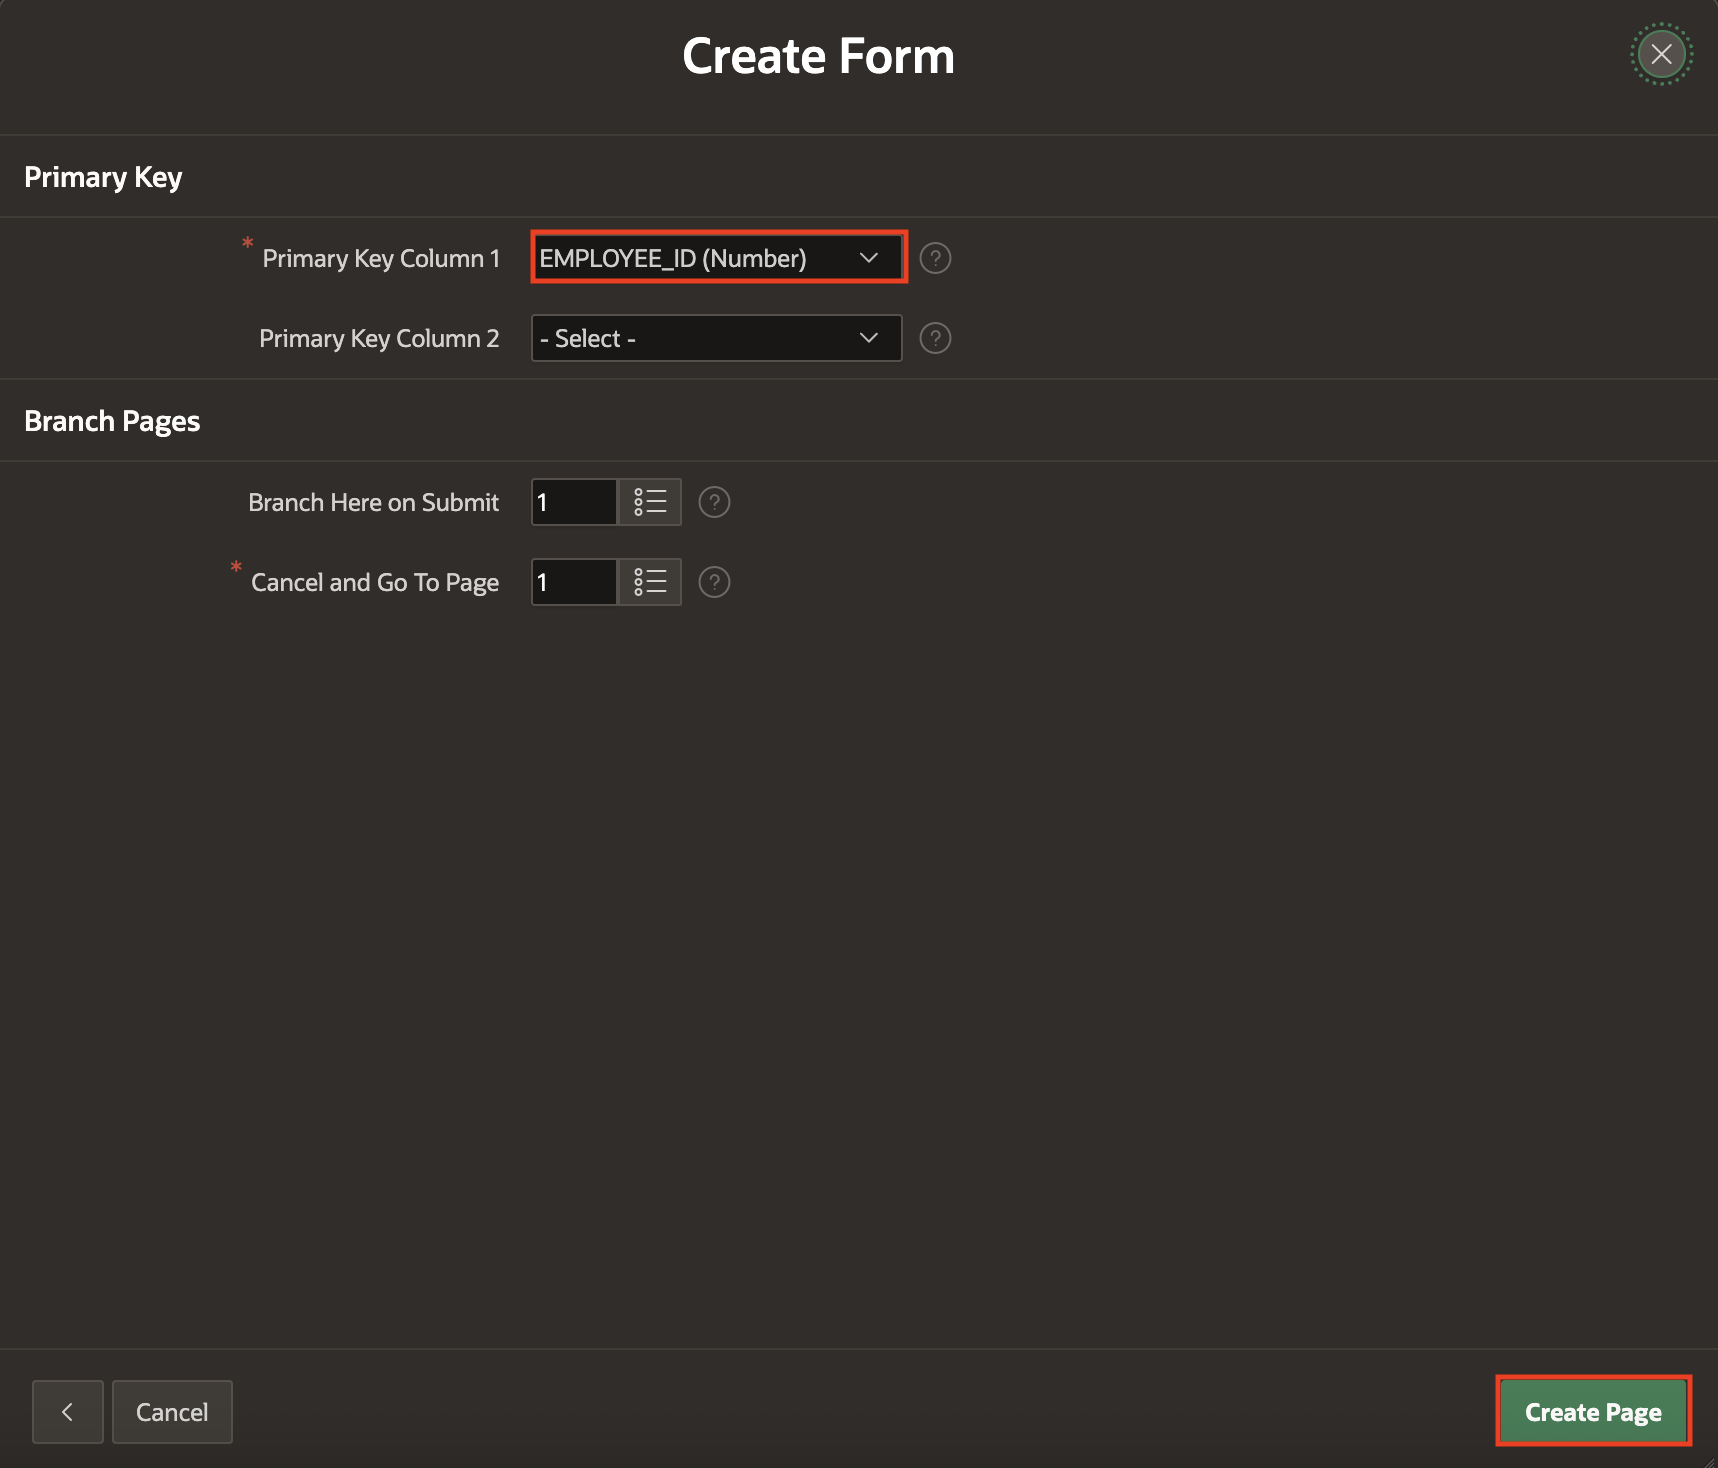 Create Form
Primary Key
* Primary Key Column 1 EMPLOYEE_ID (Number) ?
Primary Key Column 2 - Select - ?
Branch Pages
Branch Here on Submit 1 ?
* Cancel and Go To Page 1 ?
Cancel Create Page